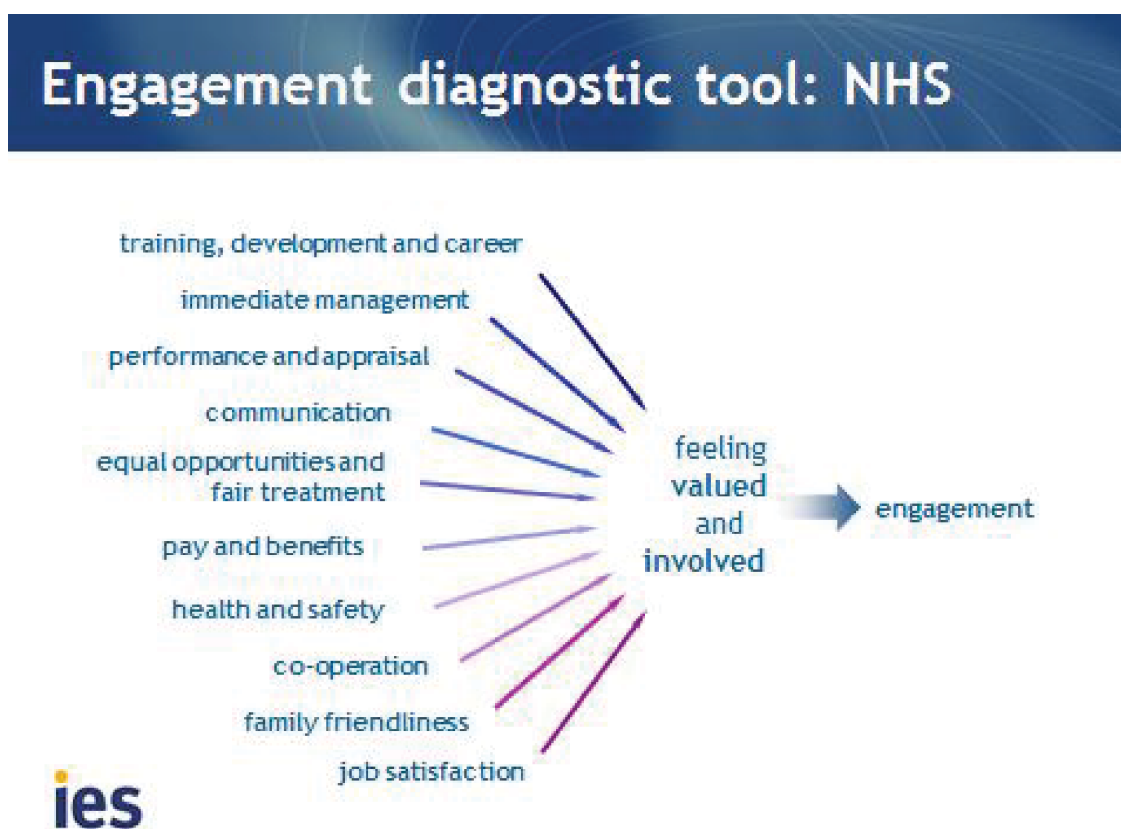 Engagement diagnostic tool: NHS
training, development and career
immediate management
performance and appraisal
communication
equal opportunities and
fair treatment
pay and benefits
health and safety
co-operation
family friendliness
job satisfaction
feeling
valued
and
involved
engagement
ies